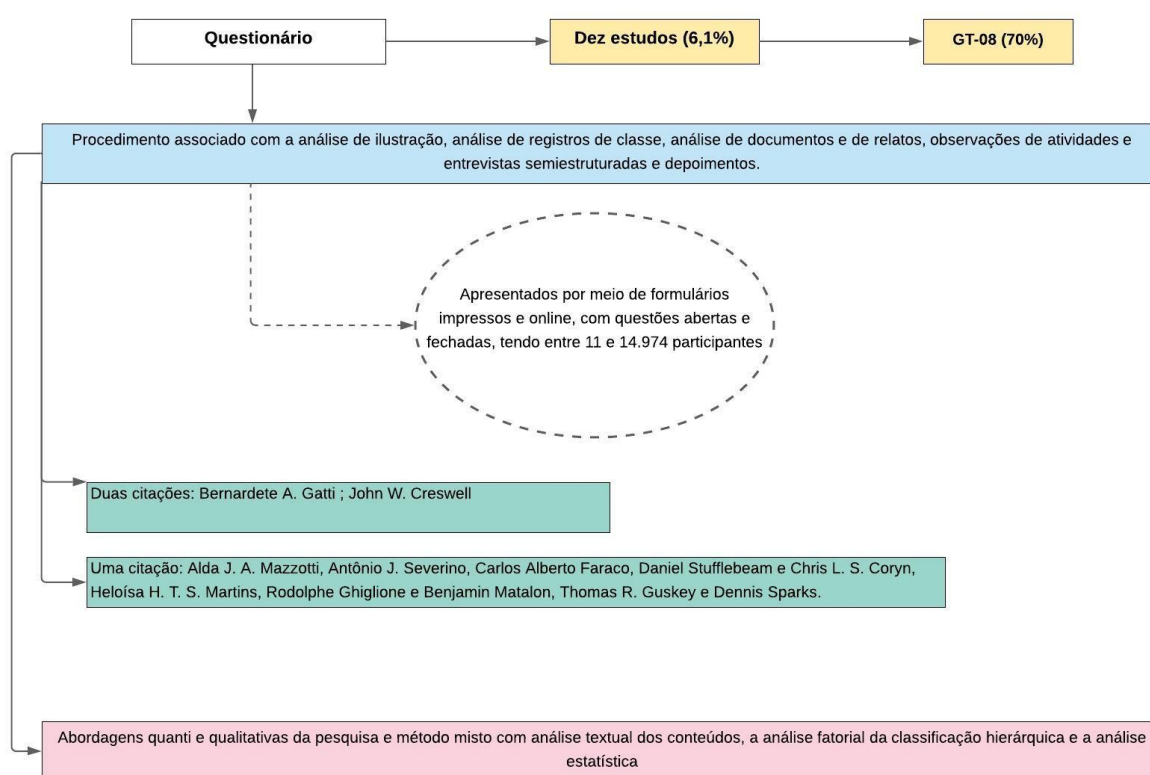 Questionário
Dez estudos (6,1%)
GT-08 (70%)
Procedimento associado com a análise de ilustração, análise de registros de classe, análise de documentos e de relatos, observações de atividades e
entrevistas semiestruturadas e depoimentos.
Apresentados por meio de formulários
impressos e online, com questões abertas e
fechadas, tendo entre 11 e 14.974 participantes
Duas citações: Bernardete A. Gatti ; John W. Creswell
Uma citação: Alda J. A. Mazzotti, Antônio J. Severino, Carlos Alberto Faraco, Daniel Stufflebeam e Chris L. S. Coryn,
Heloísa H. T. S. Martins, Rodolphe Ghiglione e Benjamin Matalon, Thomas R. Guskey e Dennis Sparks.
Abordagens quanti e qualitativas da pesquisa e método misto com análise textual dos conteúdos, a análise fatorial da classificação hierárquica e a análise
estatística